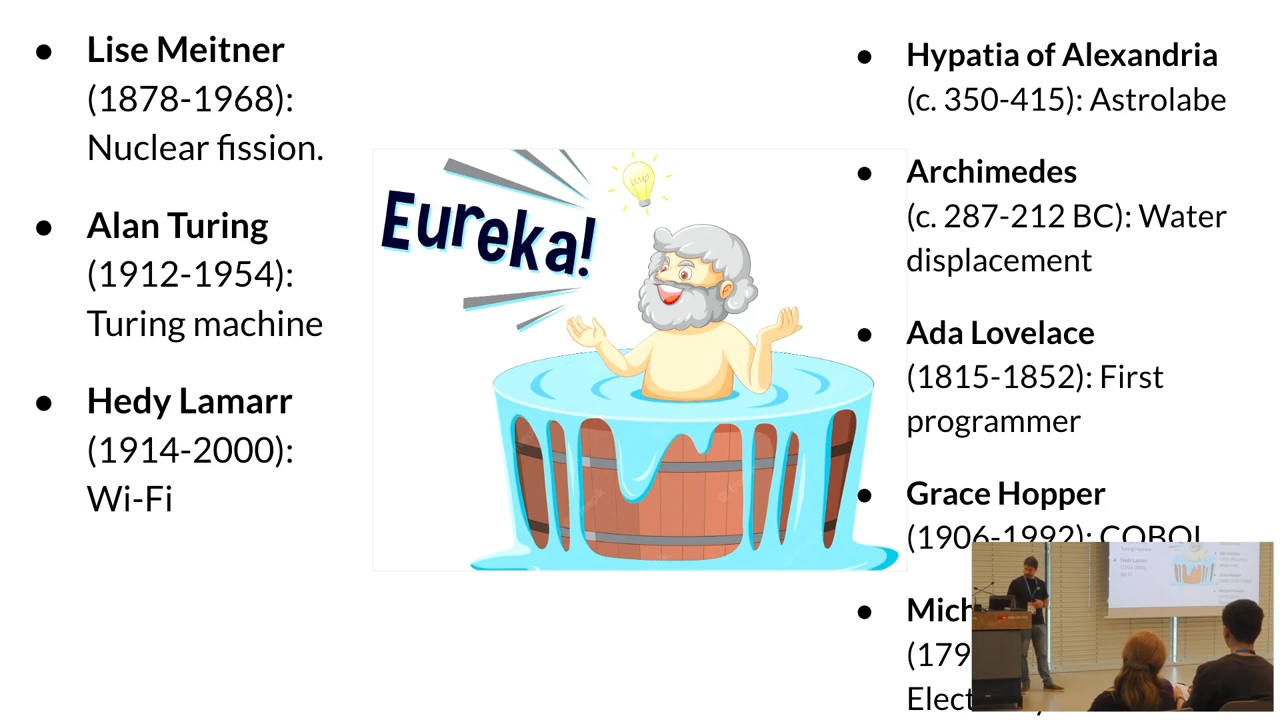 ● Lise Meitner
(1878-1968):
Nuclear fission.
● Alan Turing
(1912-1954):
Turing machine
● Hedy Lamarr
(1914-2000):
Wi-Fi
Eureka!
● Hypatia of Alexandria
(c. 350-415): Astrolabe
● Archimedes
(c. 287-212 BC): Water
displacement
● Ada Lovelace
(1815-1852): First
programmer
● Grace Hopper
(1906-1992): COBOL
● Mich
(179
Elect